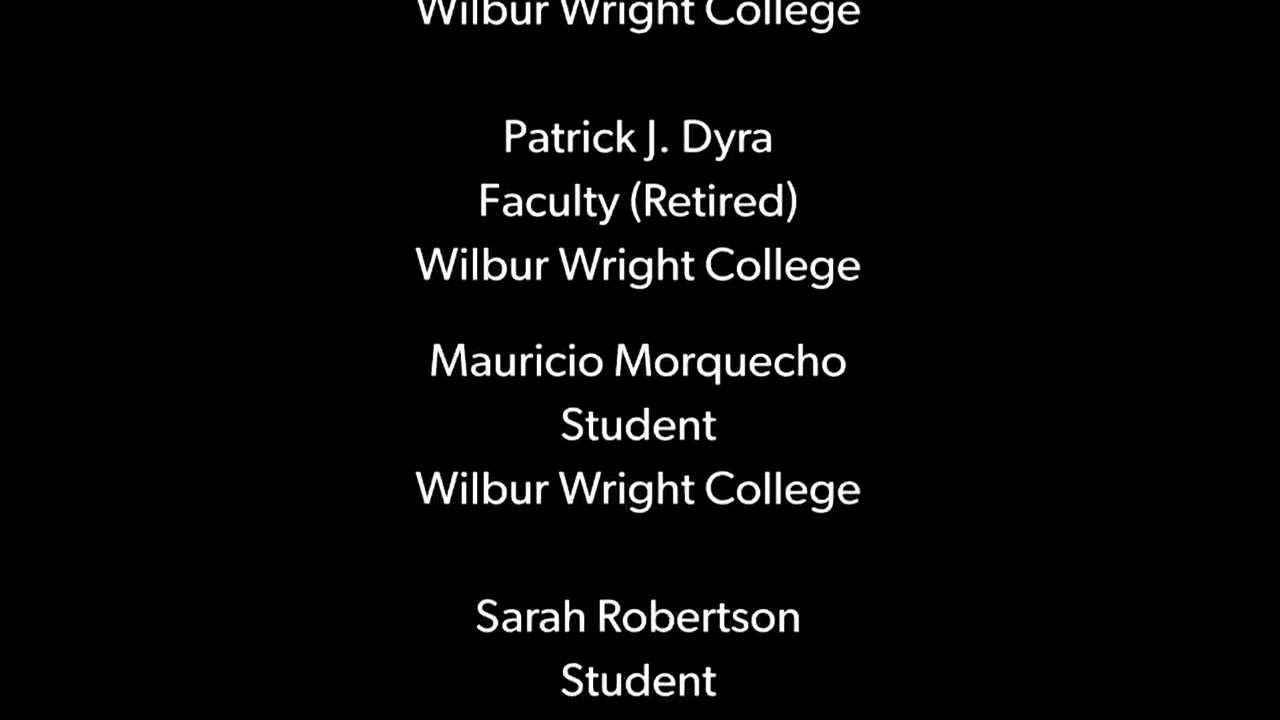 Wilbur Wright College
Patrick J. Dyra
Faculty (Retired)
Wilbur Wright College
Mauricio Morquecho
Student
Wilbur Wright College
Sarah Robertson
Student